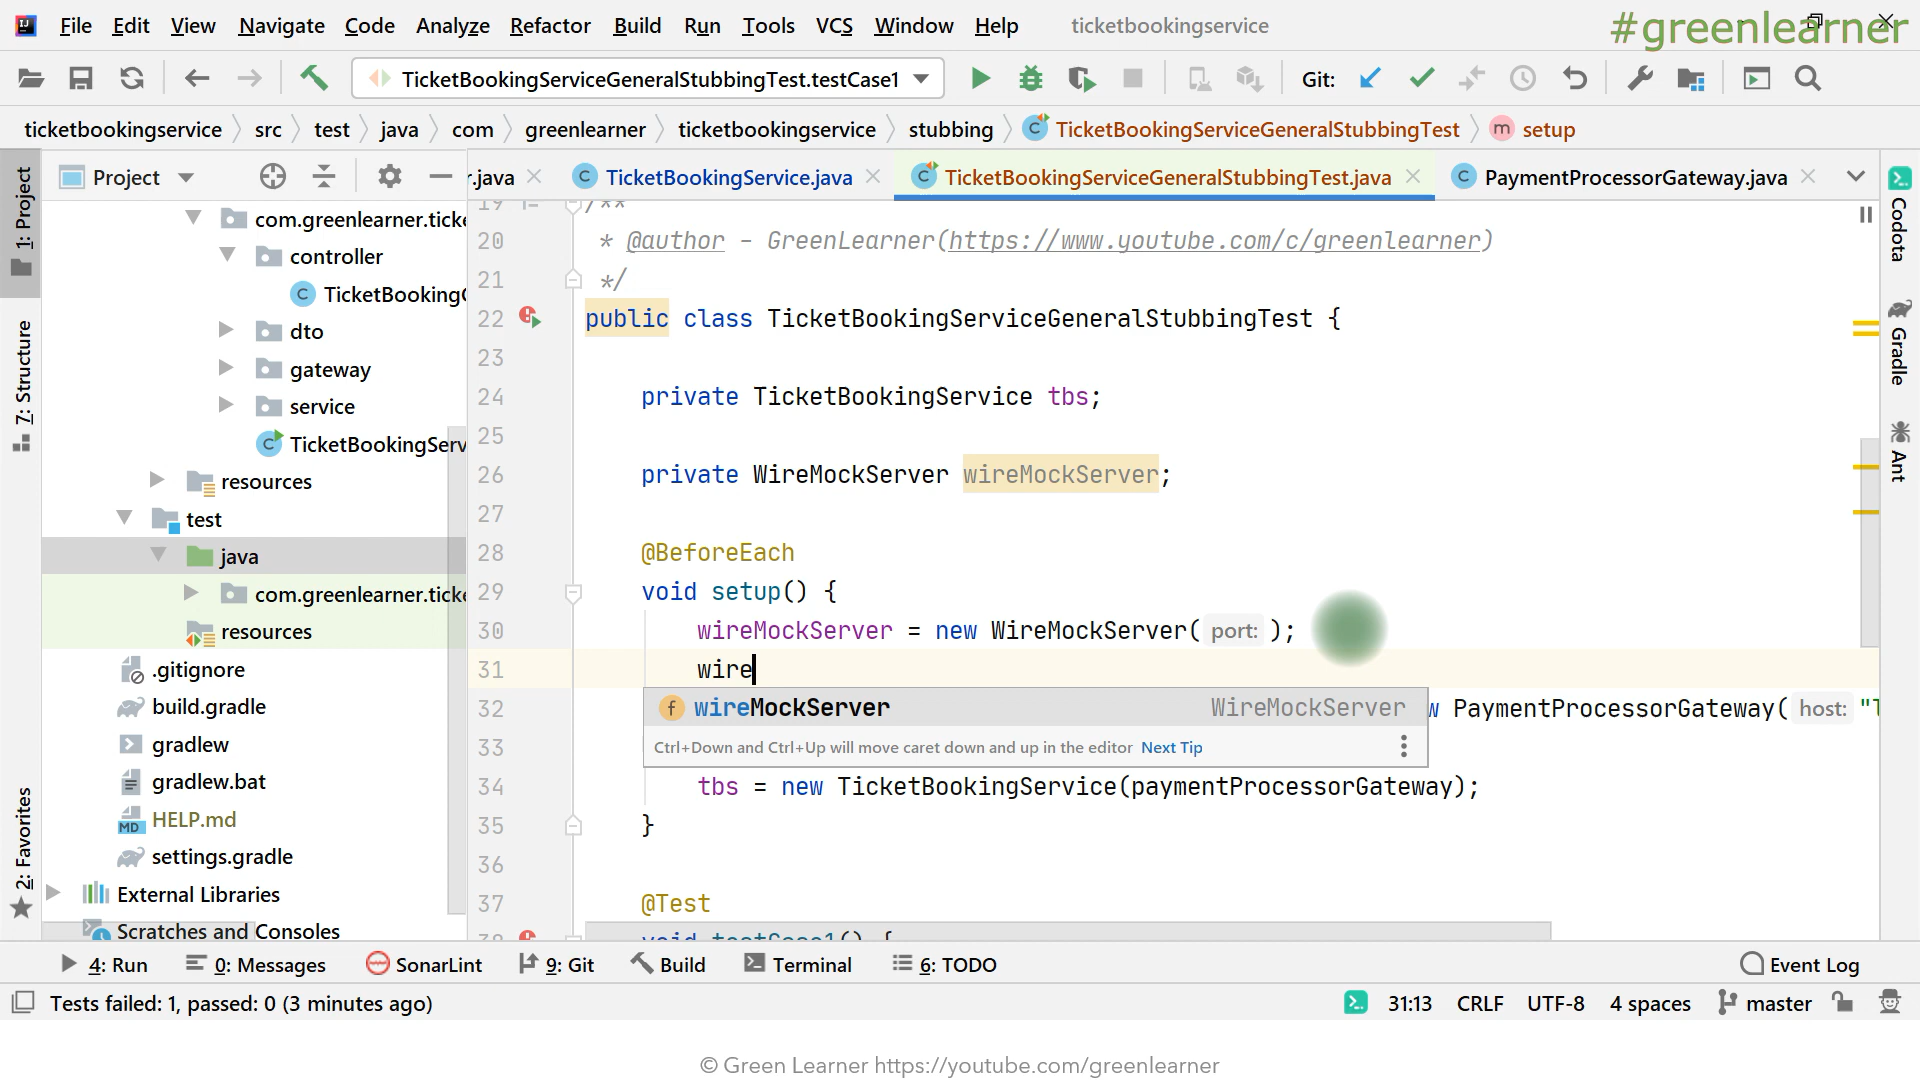 File Edit View Navigate Code Analyze Refactor Build Run Tools VCS Window Help ticketbookingservice
#greenlearner
TicketBookingServiceGeneralStubbingTest.testCase1 Git:
ticketbookingservice src test java com greenlearner ticketbookingservice stubbing TicketBookingServiceGeneralStubbingTest m setup
Project r.java TicketBookingService.java TicketBookingServiceGeneralStubbingTest.java PaymentProcessorGateway.java
1: Project
7: Structure
2: Favorites
com.greenlearner.ticke
controller
TicketBookingC
dto
gateway
service
TicketBookingServ
resources
test
java
com.greenlearner.ticke
resources
.gitignore
build.gradle
gradlew
gradlew.bat
HELP.md
settings.gradle
External Libraries
Scratches and Consoles
19 /**
20 * @author - GreenLearner(https://www.youtube.com/c/greenlearner)
21 */
22 public class TicketBookingServiceGeneralStubbingTest {
23
24 private TicketBookingService tbs;
25
26 private WireMockServer wireMockServer;
27
28 @BeforeEach
29 void setup() {
30 wireMockServer = new WireMockServer( port: );
31 wire
f wireMockServer WireMockServer
32 w PaymentProcessorGateway( host: "
33 Ctrl+Down and Ctrl+Up will move caret down and up in the editor Next Tip
34 tbs = new TicketBookingService(paymentProcessorGateway);
35 }
36
37 @Test
38 void testCase1() {
Codota
Gradle
Ant
4: Run 0: Messages SonarLint 9: Git Build Terminal 6: TODO Event Log
Tests failed: 1, passed: 0 (3 minutes ago) 31:13 CRLF UTF-8 4 spaces master
© Green Learner https://youtube.com/greenlearner